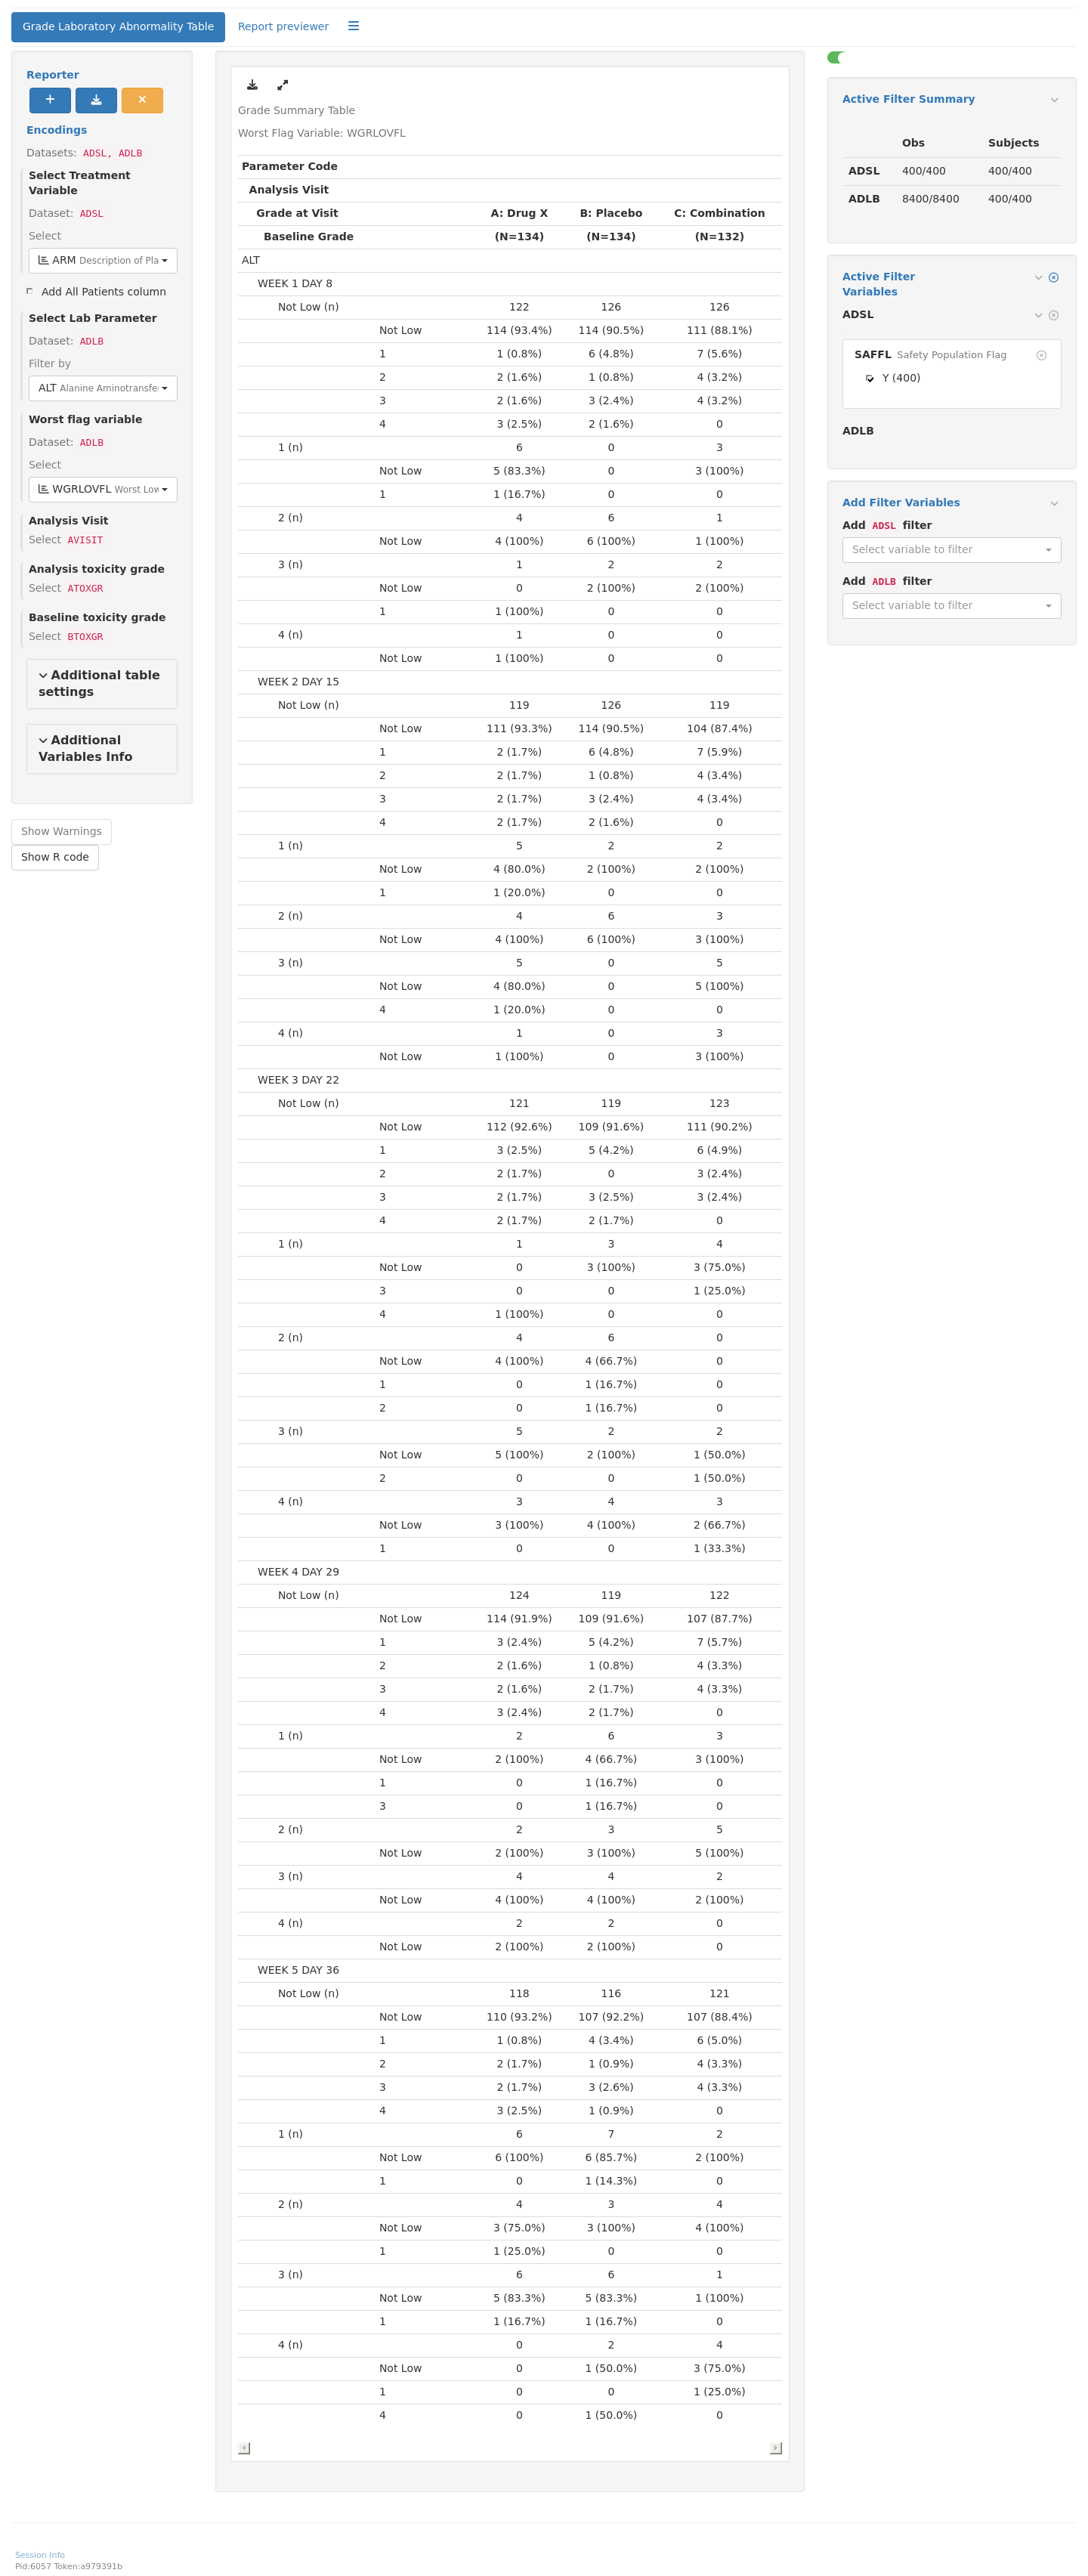 Grade Laboratory Abnormality Table
Report previewer
Reporter
Encodings
Datasets: ADSL, ADLB
Select Treatment
Variable
Dataset: ADSL
Select
ARM Description of Pla
Add All Patients column
Select Lab Parameter
Dataset: ADLB
Filter by
ALT Alanine Aminotransfe
Worst flag variable
Dataset: ADLB
Select
WGRLOVFL Worst Low
Analysis Visit
Select AVISIT
Analysis toxicity grade
Select ATOXGR
Baseline toxicity grade
Select BTOXGR
Additional table
settings
Additional
Variables Info
Show Warnings
Show R code
Grade Summary Table
Worst Flag Variable: WGRLOVFL
Parameter Code
Analysis Visit
Grade at Visit A: Drug X B: Placebo C: Combination
Baseline Grade (N=134) (N=134) (N=132)
ALT
WEEK 1 DAY 8
Not Low (n) 122 126 126
Not Low 114 (93.4%) 114 (90.5%) 111 (88.1%)
1 1 (0.8%) 6 (4.8%) 7 (5.6%)
2 2 (1.6%) 1 (0.8%) 4 (3.2%)
3 2 (1.6%) 3 (2.4%) 4 (3.2%)
4 3 (2.5%) 2 (1.6%) 0
1 (n) 6 0 3
Not Low 5 (83.3%) 0 3 (100%)
1 1 (16.7%) 0 0
2 (n) 4 6 1
Not Low 4 (100%) 6 (100%) 1 (100%)
3 (n) 1 2 2
Not Low 0 2 (100%) 2 (100%)
1 1 (100%) 0 0
4 (n) 1 0 0
Not Low 1 (100%) 0 0
WEEK 2 DAY 15
Not Low (n) 119 126 119
Not Low 111 (93.3%) 114 (90.5%) 104 (87.4%)
1 2 (1.7%) 6 (4.8%) 7 (5.9%)
2 2 (1.7%) 1 (0.8%) 4 (3.4%)
3 2 (1.7%) 3 (2.4%) 4 (3.4%)
4 2 (1.7%) 2 (1.6%) 0
1 (n) 5 2 2
Not Low 4 (80.0%) 2 (100%) 2 (100%)
1 1 (20.0%) 0 0
2 (n) 4 6 3
Not Low 4 (100%) 6 (100%) 3 (100%)
3 (n) 5 0 5
Not Low 4 (80.0%) 0 5 (100%)
4 1 (20.0%) 0 0
4 (n) 1 0 3
Not Low 1 (100%) 0 3 (100%)
WEEK 3 DAY 22
Not Low (n) 121 119 123
Not Low 112 (92.6%) 109 (91.6%) 111 (90.2%)
1 3 (2.5%) 5 (4.2%) 6 (4.9%)
2 2 (1.7%) 0 3 (2.4%)
3 2 (1.7%) 3 (2.5%) 3 (2.4%)
4 2 (1.7%) 2 (1.7%) 0
1 (n) 1 3 4
Not Low 0 3 (100%) 3 (75.0%)
3 0 0 1 (25.0%)
4 1 (100%) 0 0
2 (n) 4 6 0
Not Low 4 (100%) 4 (66.7%) 0
1 0 1 (16.7%) 0
2 0 1 (16.7%) 0
3 (n) 5 2 2
Not Low 5 (100%) 2 (100%) 1 (50.0%)
2 0 0 1 (50.0%)
4 (n) 3 4 3
Not Low 3 (100%) 4 (100%) 2 (66.7%)
1 0 0 1 (33.3%)
WEEK 4 DAY 29
Not Low (n) 124 119 122
Not Low 114 (91.9%) 109 (91.6%) 107 (87.7%)
1 3 (2.4%) 5 (4.2%) 7 (5.7%)
2 2 (1.6%) 1 (0.8%) 4 (3.3%)
3 2 (1.6%) 2 (1.7%) 4 (3.3%)
4 3 (2.4%) 2 (1.7%) 0
1 (n) 2 6 3
Not Low 2 (100%) 4 (66.7%) 3 (100%)
1 0 1 (16.7%) 0
3 0 1 (16.7%) 0
2 (n) 2 3 5
Not Low 2 (100%) 3 (100%) 5 (100%)
3 (n) 4 4 2
Not Low 4 (100%) 4 (100%) 2 (100%)
4 (n) 2 2 0
Not Low 2 (100%) 2 (100%) 0
WEEK 5 DAY 36
Not Low (n) 118 116 121
Not Low 110 (93.2%) 107 (92.2%) 107 (88.4%)
1 1 (0.8%) 4 (3.4%) 6 (5.0%)
2 2 (1.7%) 1 (0.9%) 4 (3.3%)
3 2 (1.7%) 3 (2.6%) 4 (3.3%)
4 3 (2.5%) 1 (0.9%) 0
1 (n) 6 7 2
Not Low 6 (100%) 6 (85.7%) 2 (100%)
1 0 1 (14.3%) 0
2 (n) 4 3 4
Not Low 3 (75.0%) 3 (100%) 4 (100%)
1 1 (25.0%) 0 0
3 (n) 6 6 1
Not Low 5 (83.3%) 5 (83.3%) 1 (100%)
1 1 (16.7%) 1 (16.7%) 0
4 (n) 0 2 4
Not Low 0 1 (50.0%) 3 (75.0%)
1 0 0 1 (25.0%)
4 0 1 (50.0%) 0
Active Filter Summary
Obs Subjects
ADSL 400/400 400/400
ADLB 8400/8400 400/400
Active Filter
Variables
ADSL
SAFFL Safety Population Flag
Y (400)
ADLB
Add Filter Variables
Add ADSL filter
Select variable to filter
Add ADLB filter
Select variable to filter
Session Info
Pid:6057 Token:a979391b